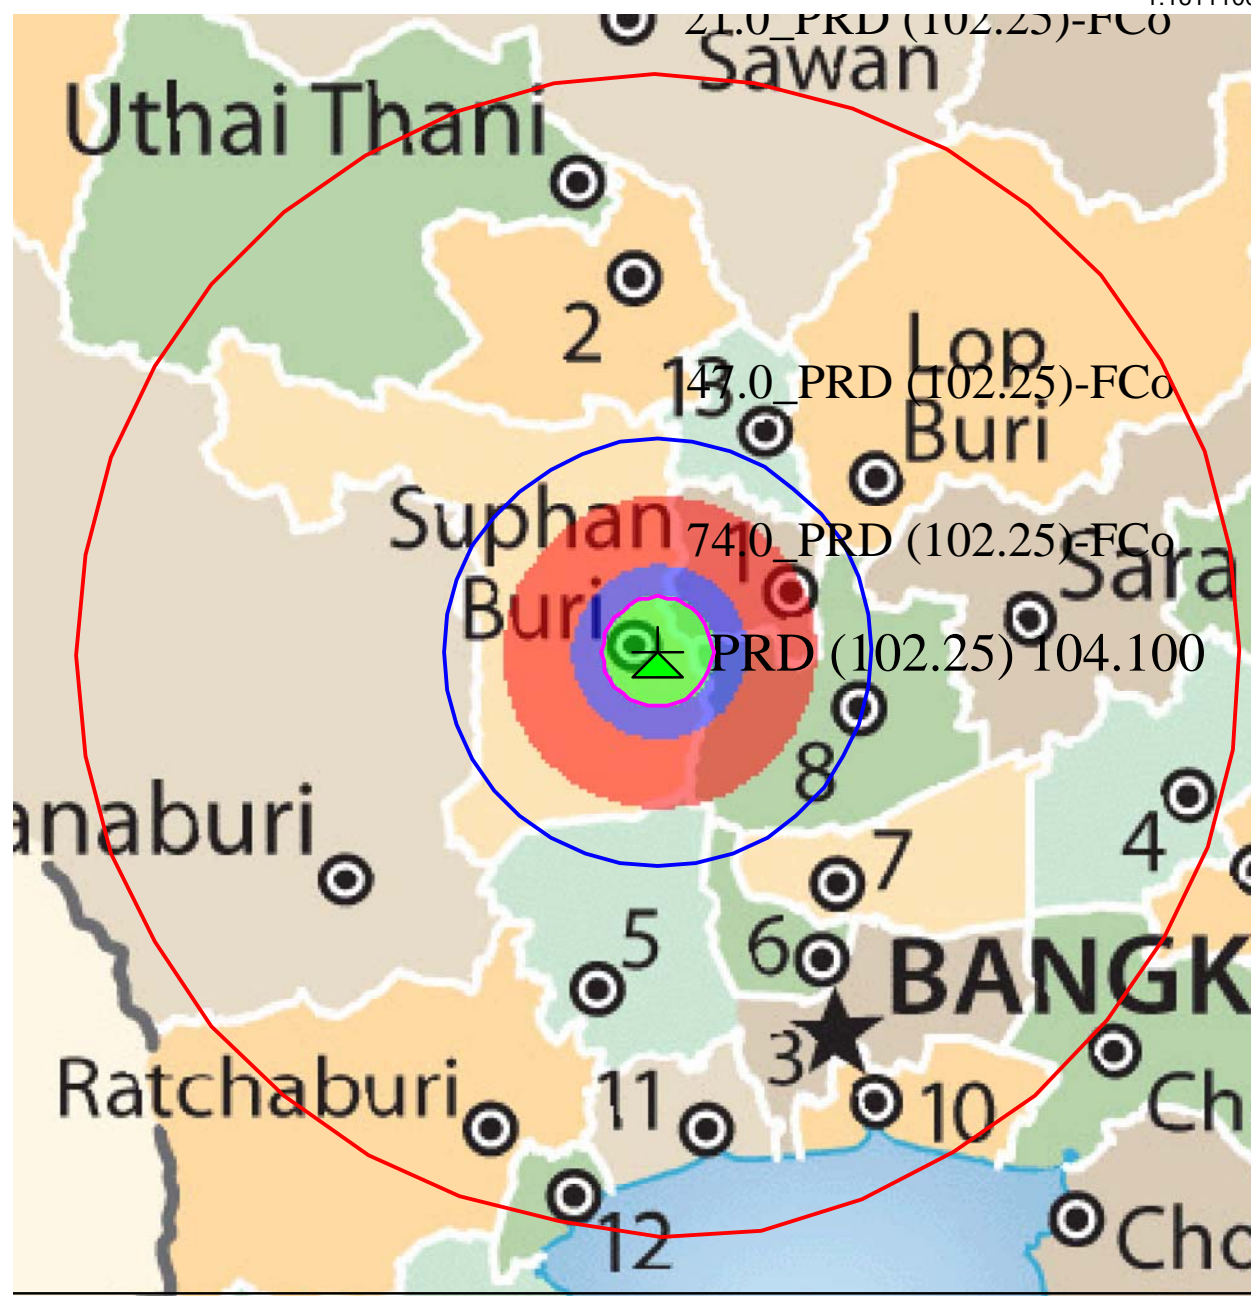 21.0_PRD (102.25)-FCo
Sawan
Uthai Thani
2
Lop
Buri
13
47.0_PRD (102.25)-FCo
Suphan
Buri
1
74.0_PRD (102.25)-FCo
Sara
PRD (102.25) 104.100
8
anaburi
7
4
5
6
BANGK
3
Ratchaburi
11
10
Ch
12
Cho